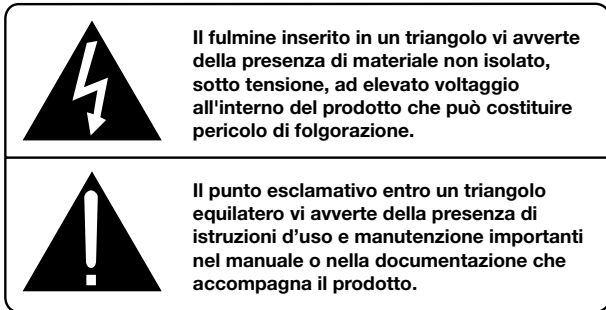 Il fulmine inserito in un triangolo vi avverte
della presenza di materiale non isolato,
sotto tensione, ad elevato voltaggio
all'interno del prodotto che può costituire
pericolo di folgorazione.
Il punto esclamativo entro un triangolo
equilatero vi avverte della presenza di
istruzioni d’uso e manutenzione importanti
nel manuale o nella documentazione che
accompagna il prodotto.